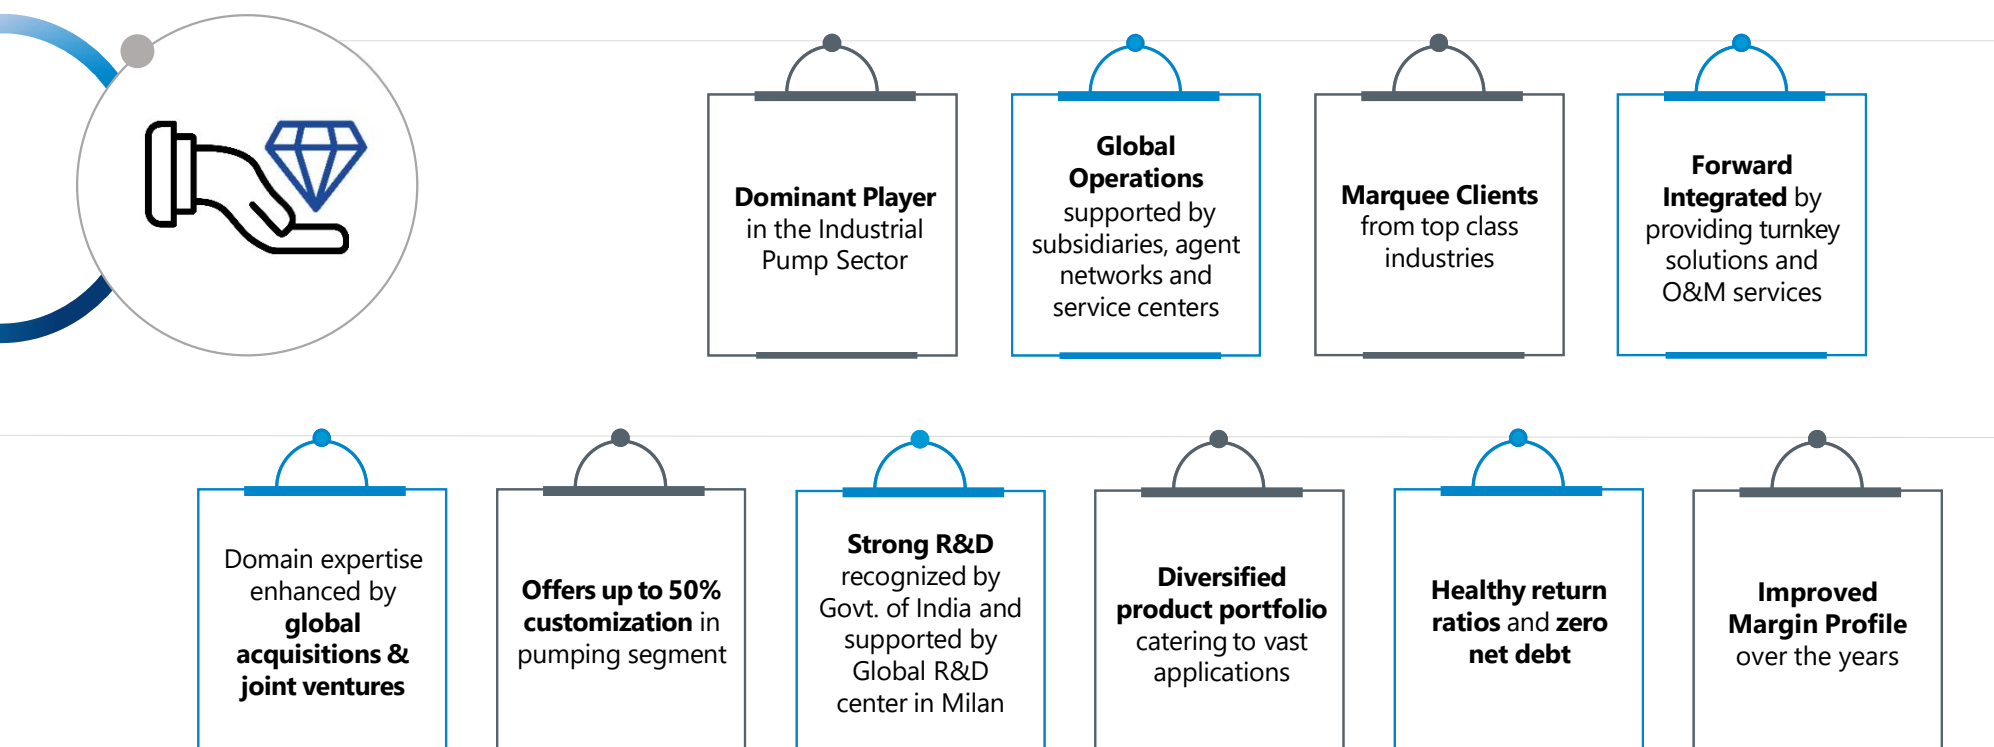 Dominant Player
in the Industrial
Pump Sector
Global
Operations
supported by
subsidiaries, agent
networks and
service centers
Marquee Clients
from top class
industries
Forward
Integrated by
providing turnkey
solutions and
O&M services
Domain expertise
enhanced by
global
acquisitions &
joint ventures
Offers up to 50%
customization in
pumping segment
Strong R&D
recognized by
Govt. of India and
supported by
Global R&D
center in Milan
Diversified
product portfolio
catering to vast
applications
Healthy return
ratios and zero
net debt
Improved
Margin Profile
over the years